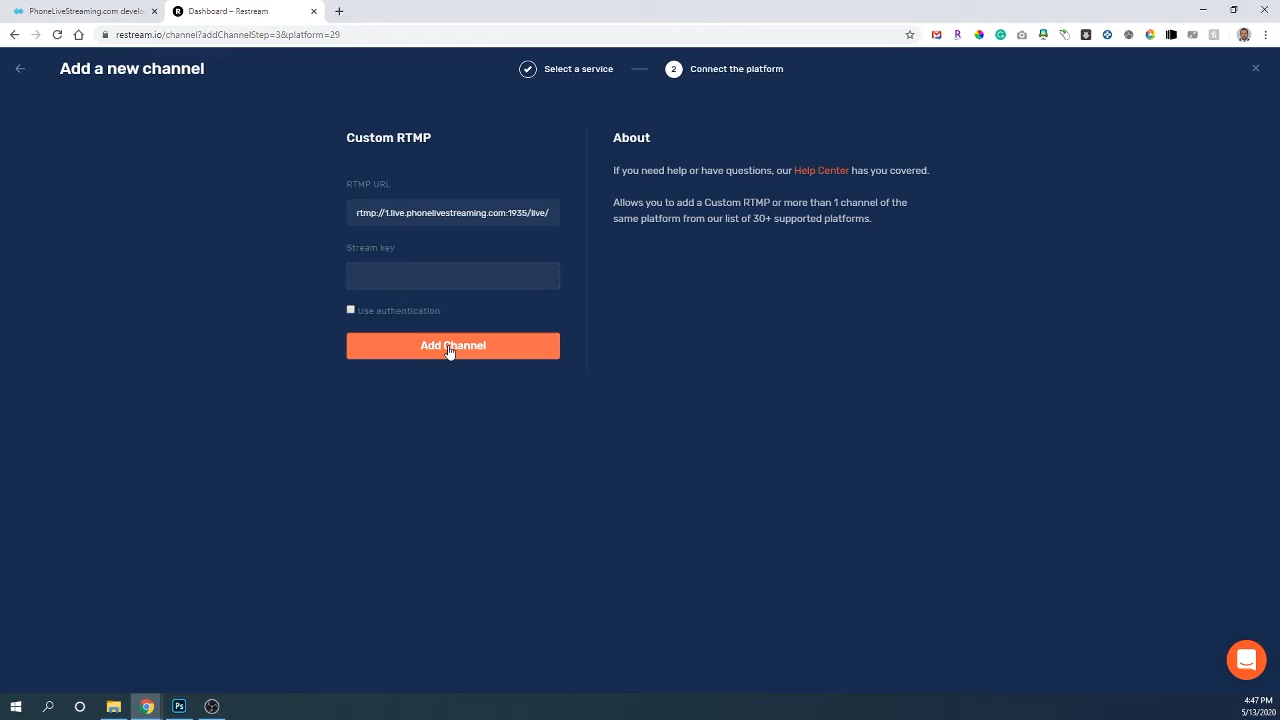 PhoneLiveStreaming.com develo
Dashboard – Restream
restream.io/channel?addChannelStep=3&platform=29
Add a new channel
Select a service
2 Connect the platform
Custom RTMP
About
RTMP URL
If you need help or have questions, our Help Center has you covered.
rtmp://1.live.phonelivestreaming.com:1935/live/
Allows you to add a Custom RTMP or more than 1 channel of the
same platform from our list of 30+ supported platforms.
Stream key
Use authentication
Add Channel
Ps
4:47 PM
5/13/2020